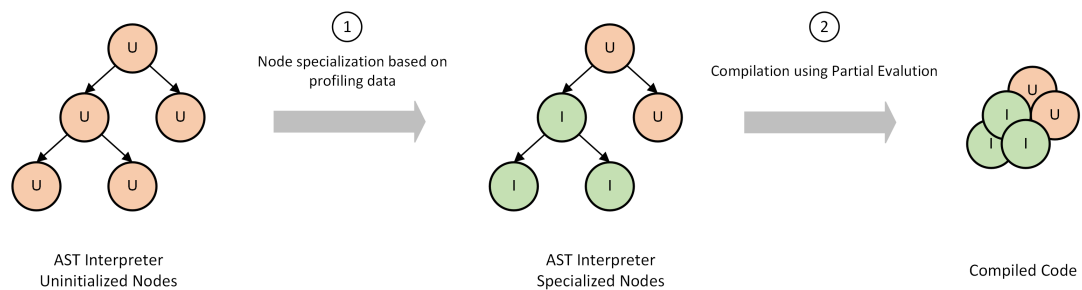 1
2
Node specialization based on
profiling data
Compilation using Partial Evalution
U
U
U
U
U
U
I
U
I
I
U
I
U
I
I
AST Interpreter
Uninitialized Nodes
AST Interpreter
Specialized Nodes
Compiled Code